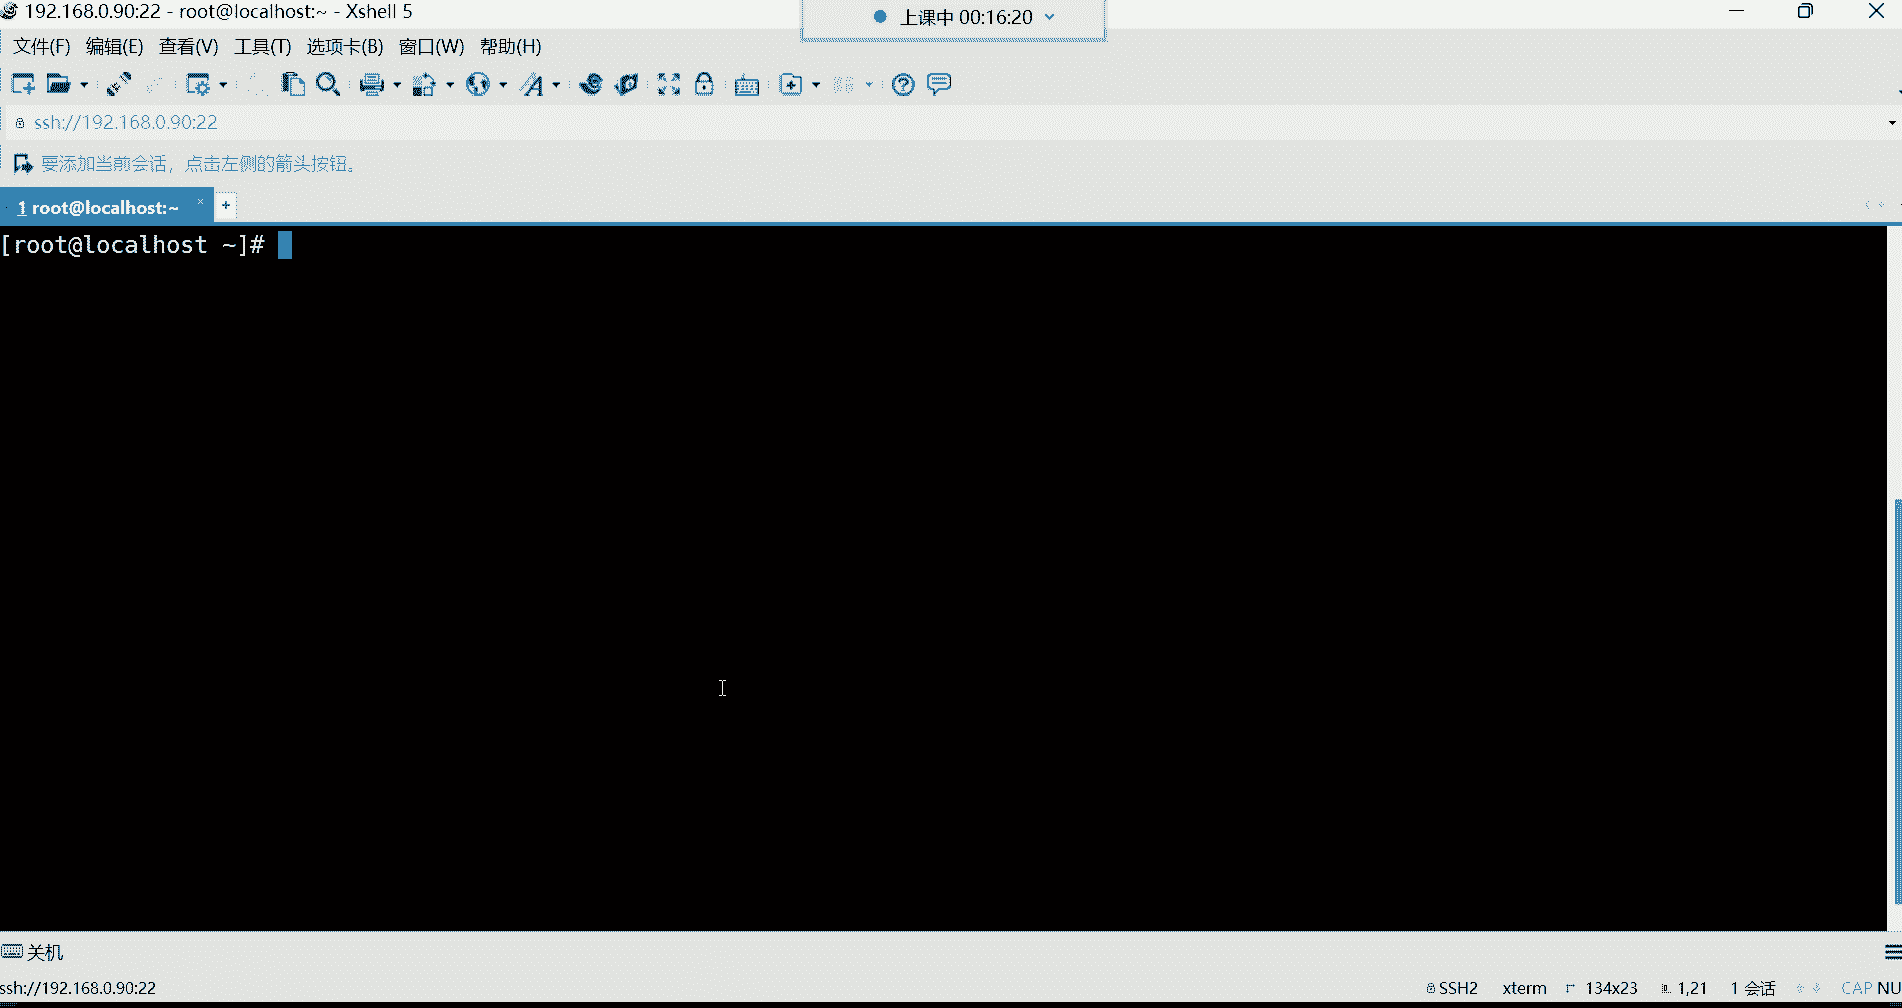 192.168.0.90:22 - root@localhost:~ - Xshell 5
上课中 00:16:20
文件(F) 编辑(E) 查看(V) 工具(T) 选项卡(B) 窗口(W) 帮助(H)
ssh://192.168.0.90:22
要添加当前会话，点击左侧的箭头按钮。
1 root@localhost:~
[root@localhost ~]#
关机
ssh://192.168.0.90:22 SSH2 xterm 134x23 1,21 1 会话 CAP NU